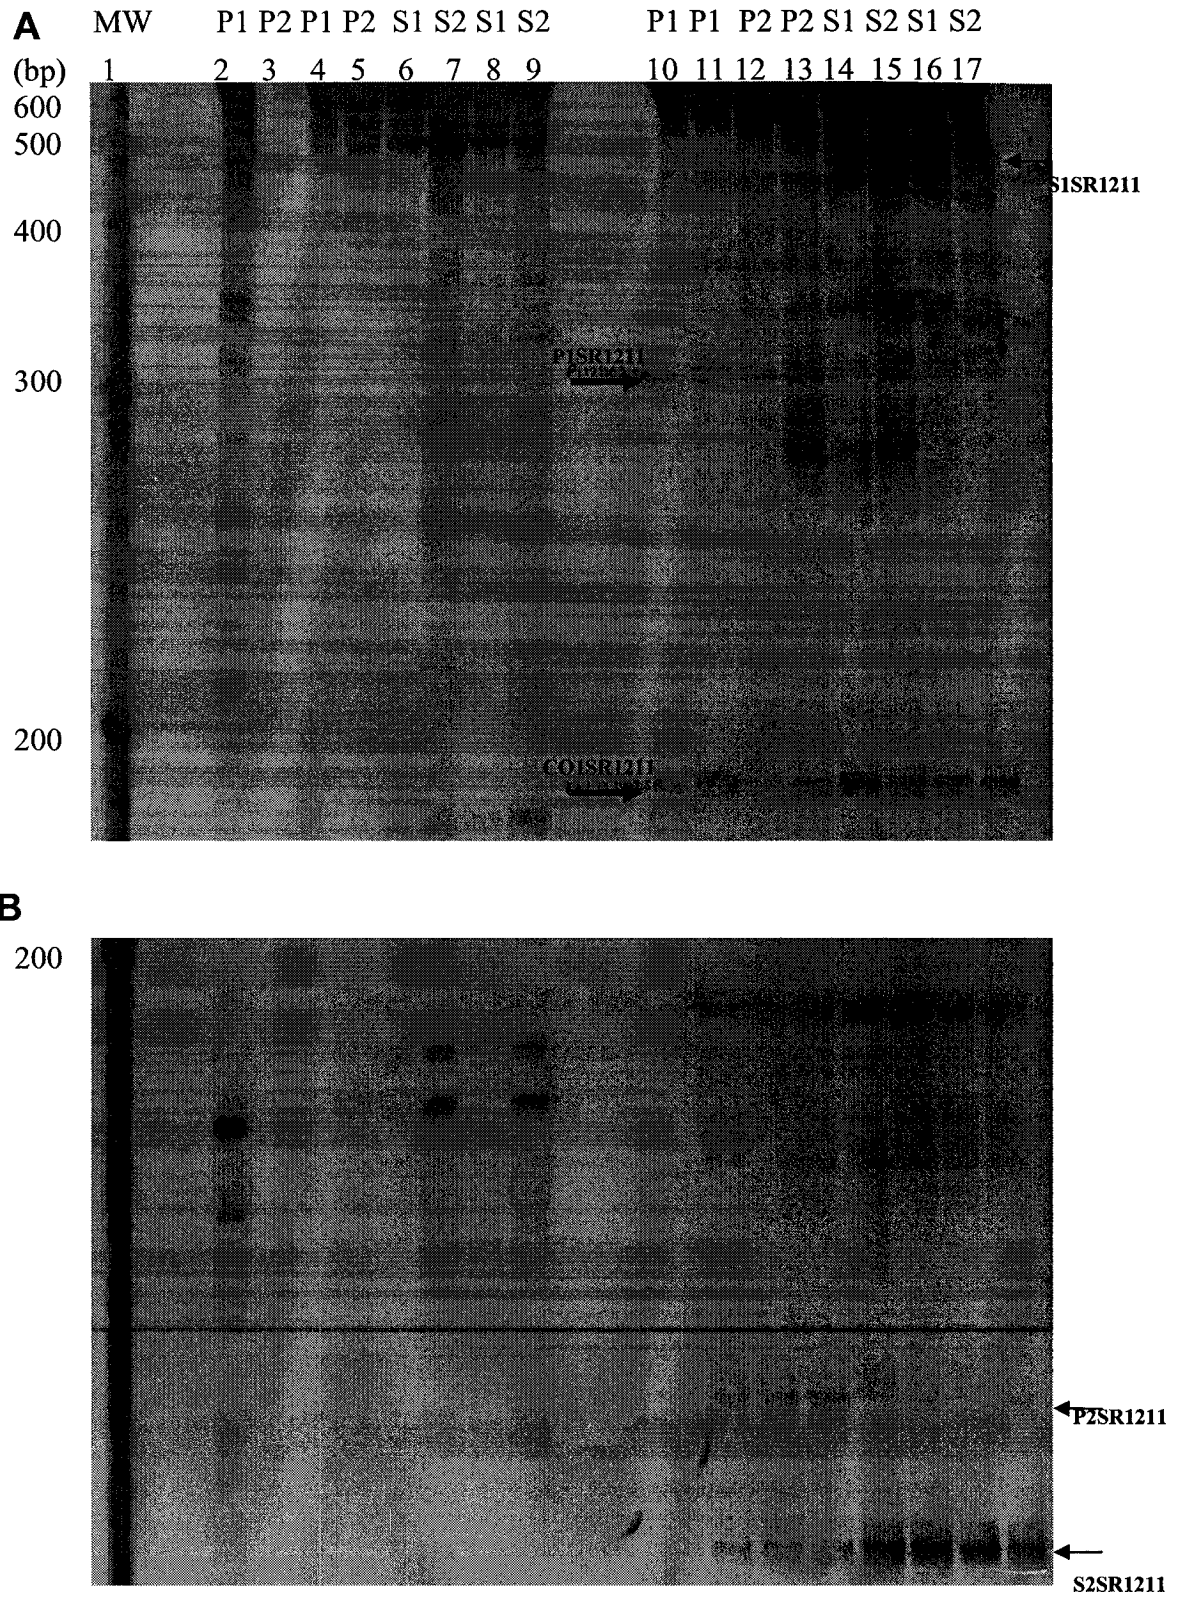 A MW P1 P2 P1 P2 S1 S2 S1 S2 P1 P1 P2 P2 S1 S2 S1 S2
(bp) 1 2 3 4 5 6 7 8 9 10 11 12 13 14 15 16 17
600
500
S1SR1211
400
P1SR1211
300
200
CO1SR1211
B
200
P2SR1211
S2SR1211